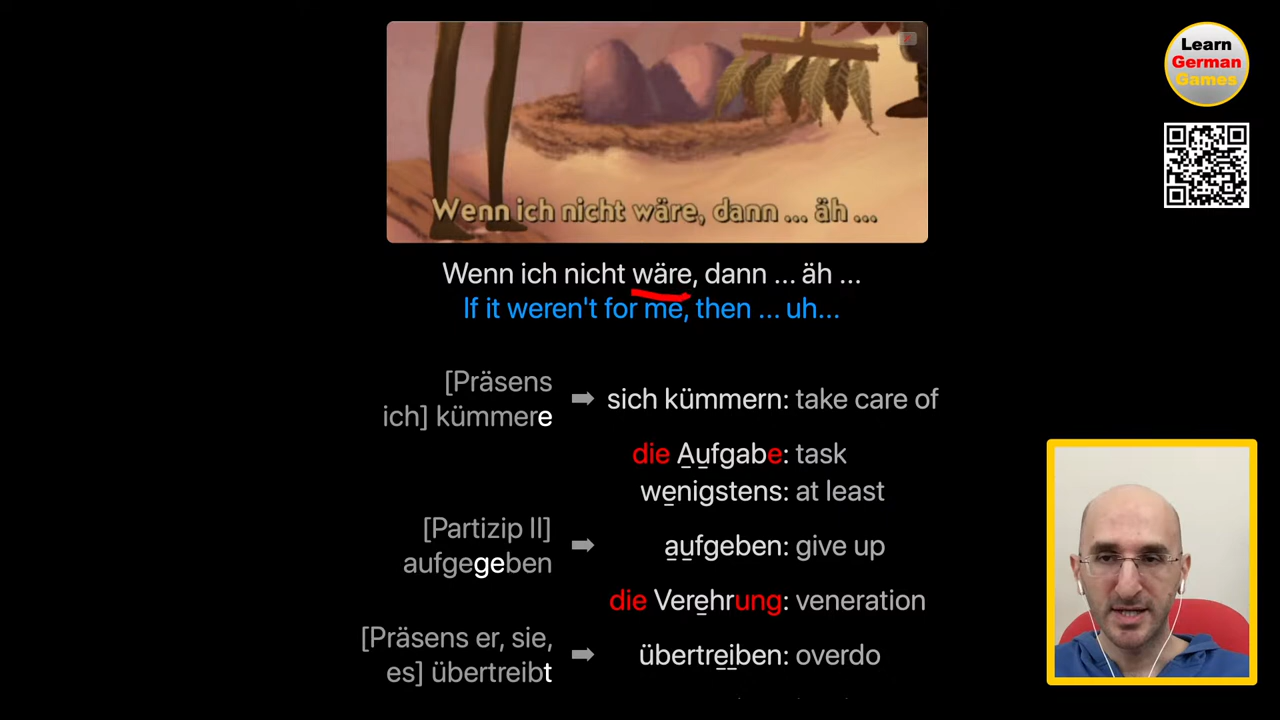 Learn
German
Games
Wenn ich nicht wäre, dann ... äh ...
Wenn ich nicht wäre, dann ... äh ...
If it weren't for me, then ... uh...
[Präsens
ich] kümmere
sich kümmern: take care of
die Aufgabe: task
wenigstens: at least
[Partizip II]
aufgegeben
aufgeben: give up
die Verehrung: veneration
[Präsens er, sie,
es] übertreibt
übertreiben: overdo